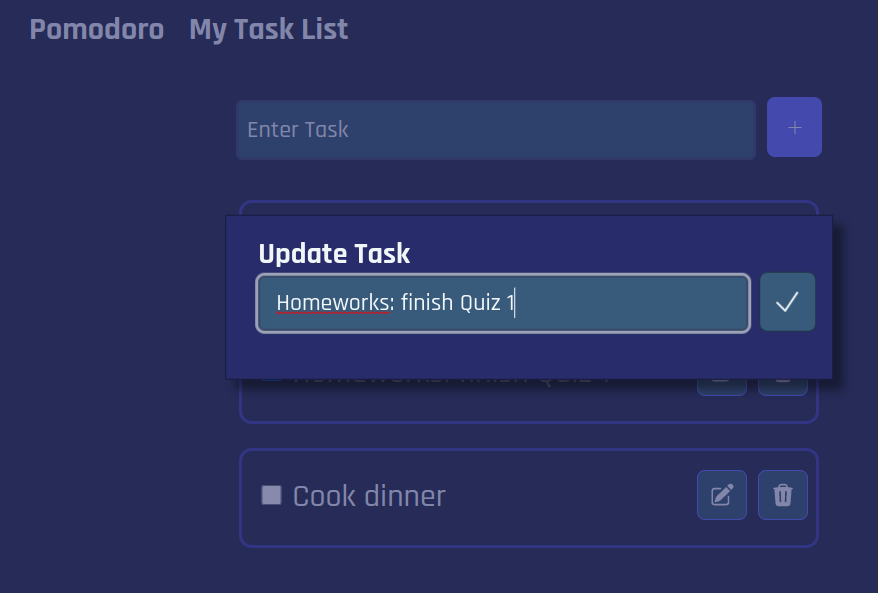 Pomodoro My Task List
Enter Task
+
Update Task
Homeworks: finish Quiz 1
Cook dinner